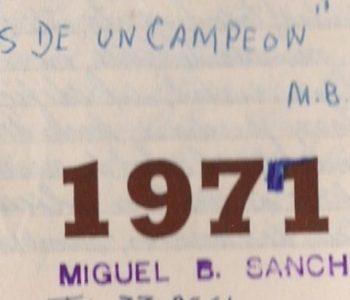 S DE UN CAMPEON"
M.B.
1971
MIGUEL B. SANCH